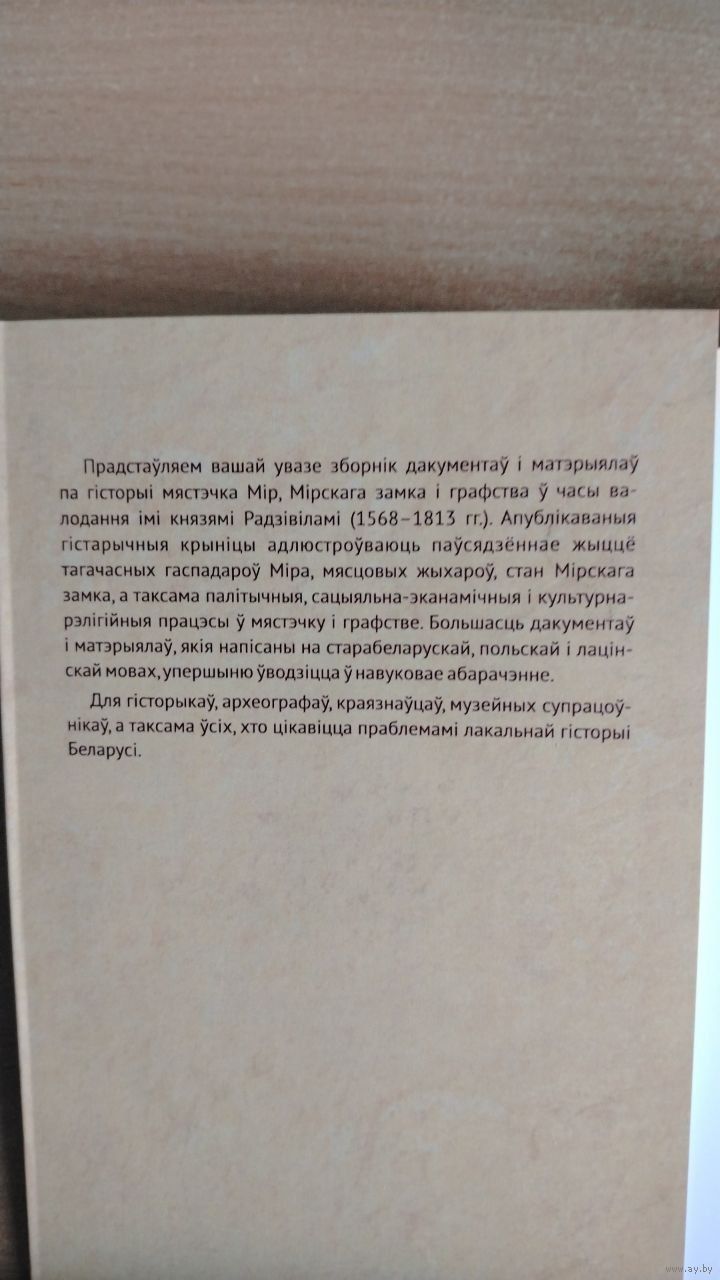 Прадстаўляем вашай увазе зборнік дакументаў і матэрыялаў
па гісторыі мястэчка Мір, Мірскага замка і графства ў часы ва-
лодання імі князямі Радзівіламі (1568–1813 гг.). Апублікаваныя
гістарычныя крыніцы адлюстроўваюць паўсядзённае жыццё
тагачасных гаспадароў Міра, мясцовых жыхароў, стан Мірскага
замка, а таксама палітычныя, сацыяльна-эканамічныя і культурна-
рэлігійныя працэсы ў мястэчку і графстве. Большасць дакументаў
і матэрыялаў, якія напісаны на старабеларускай, польскай і лацін-
скай мовах, упершыню ўводзіцца ў навуковае абарачэнне.
Для гісторыкаў, археографаў, краязнаўцаў, музейных супрацоў-
нікаў, а таксама ўсіх, хто цікавіцца праблемамі лакальнай гісторыі
Беларусі.
www.ay.by